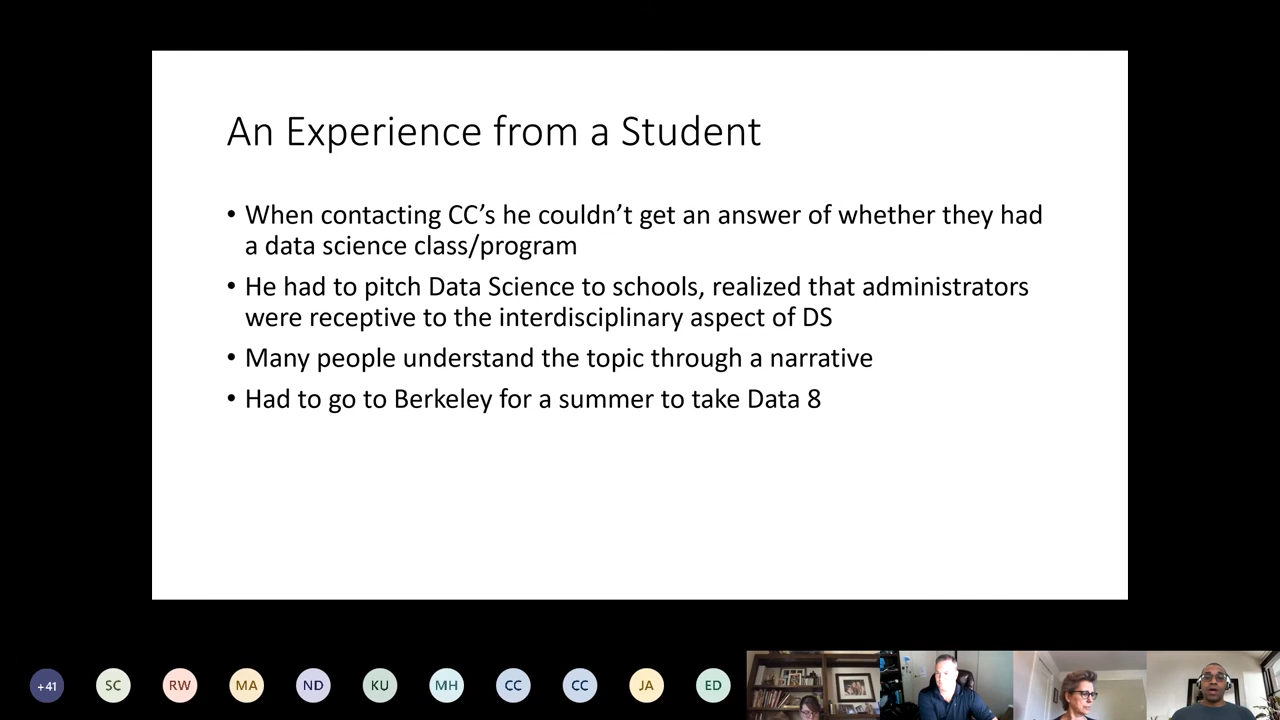 An Experience from a Student
• When contacting CC’s he couldn’t get an answer of whether they had
a data science class/program
• He had to pitch Data Science to schools, realized that administrators
were receptive to the interdisciplinary aspect of DS
• Many people understand the topic through a narrative
• Had to go to Berkeley for a summer to take Data 8
+41 SC RW MA ND KU MH CC CC JA ED